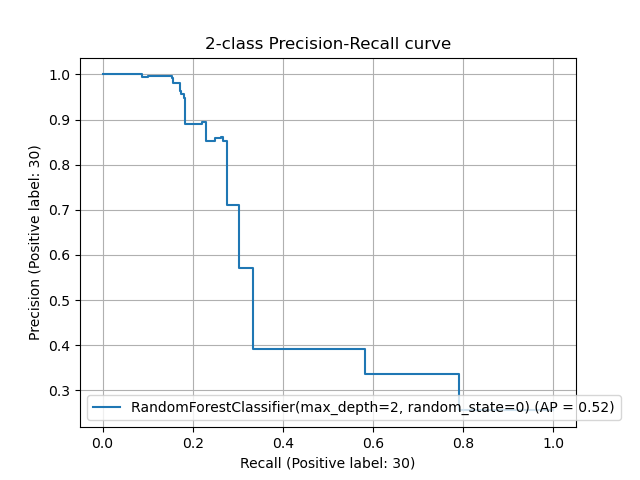 2-class Precision-Recall curve
Precision (Positive label: 30)
1.0
0.9
0.8
0.7
0.6
0.5
0.4
0.3
RandomForestClassifier(max_depth=2, random_state=0) (AP = 0.52)
0.0 0.2 0.4 0.6 0.8 1.0
Recall (Positive label: 30)